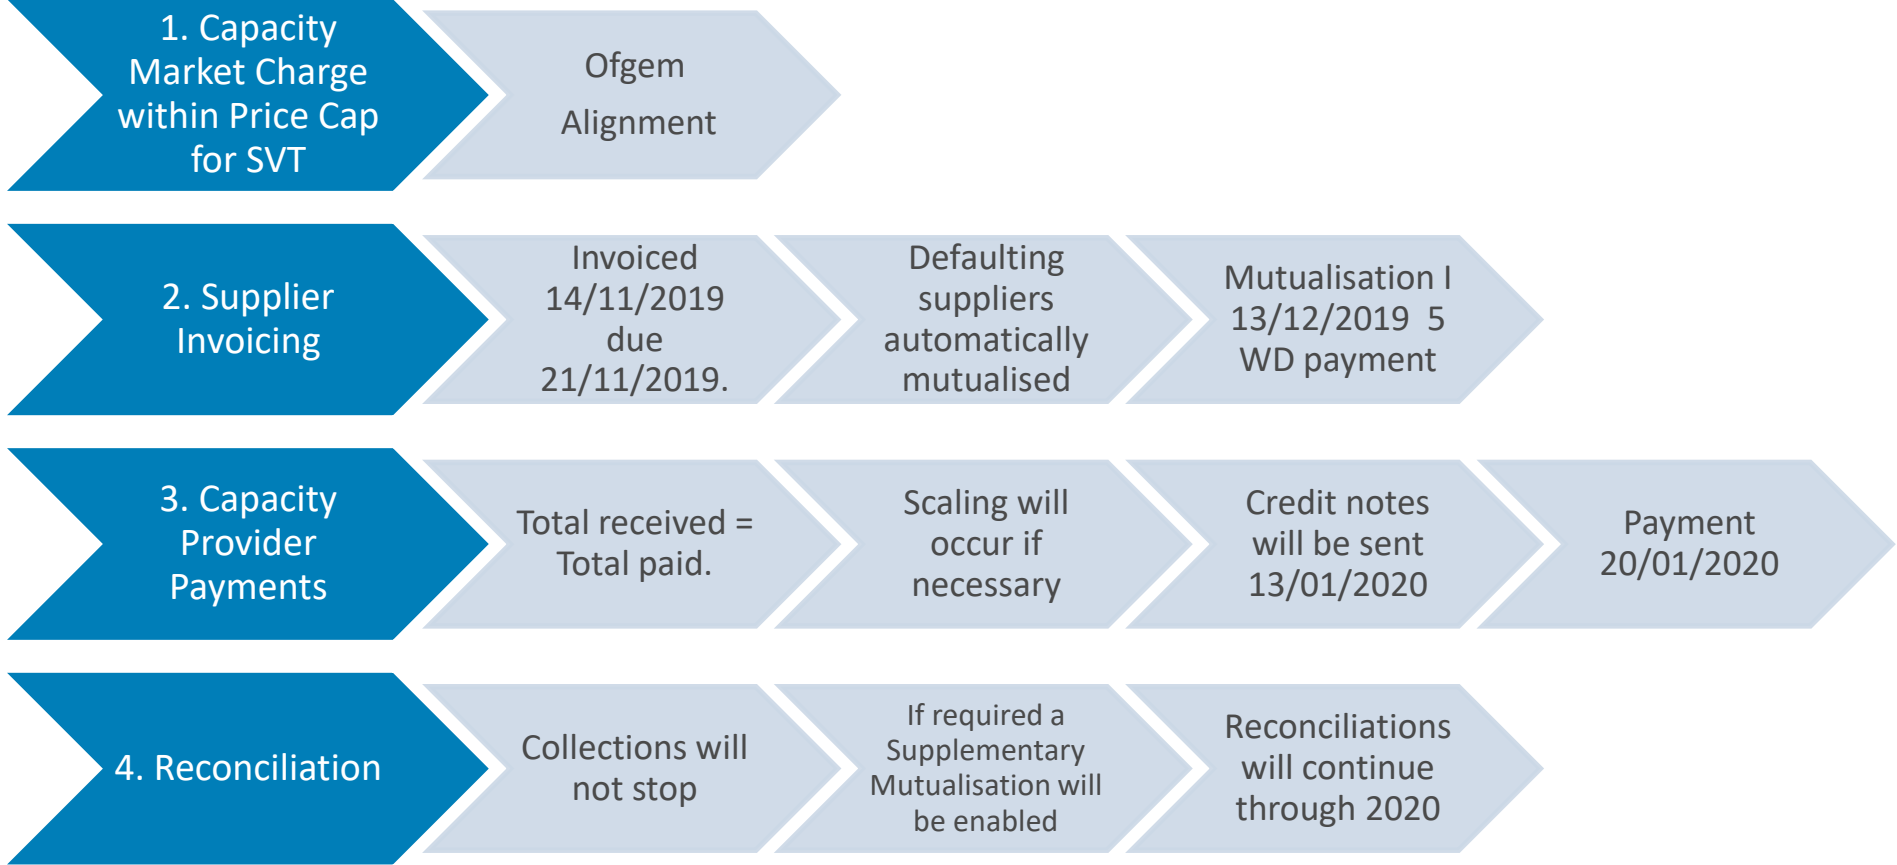 1. Capacity
Market Charge
within Price Cap
for SVT
Ofgem
Alignment
2. Supplier
Invoicing
Invoiced
14/11/2019
due
21/11/2019.
Defaulting
suppliers
automatically
mutualised
Mutualisation I
13/12/2019  5
WD payment
3. Capacity
Provider
Payments
Total received =
Total paid.
Scaling will
occur if
necessary
Credit notes
will be sent
13/01/2020
Payment
20/01/2020
4. Reconciliation
Collections will
not stop
If required a
Supplementary
Mutualisation will
be enabled
Reconciliations
will continue
through 2020